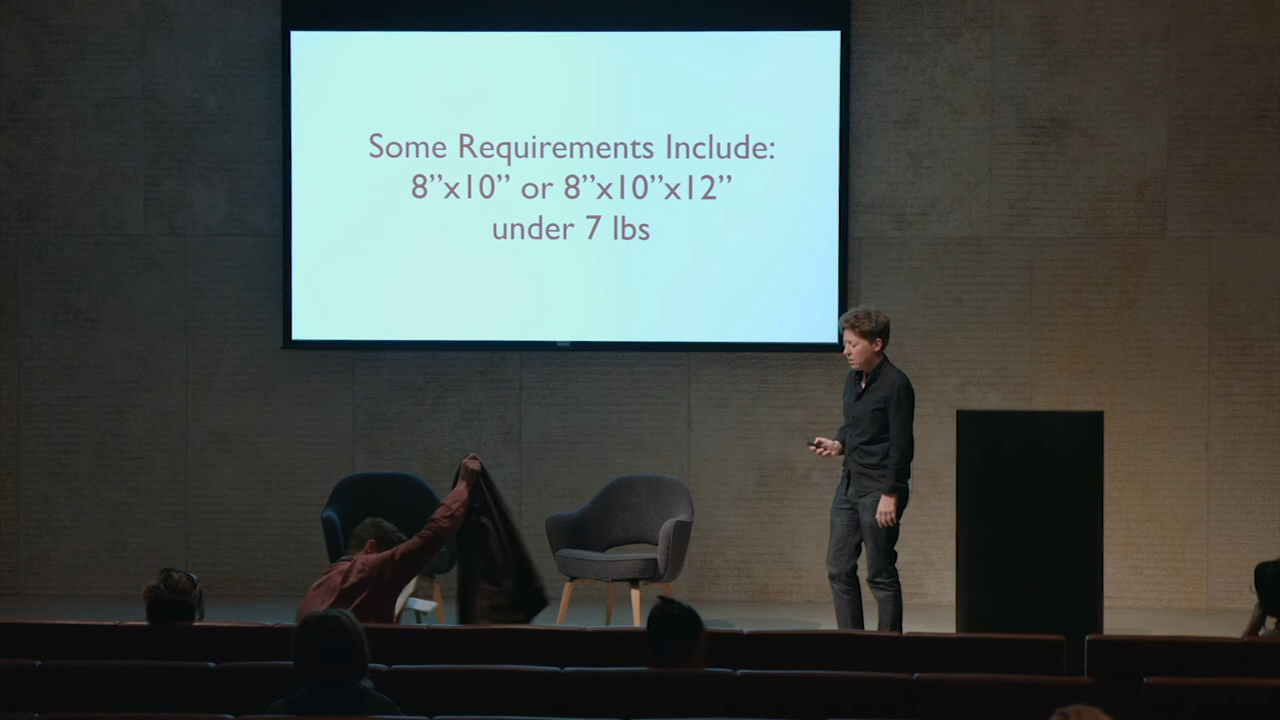 Some Requirements Include:
8”x10” or 8”x10”x12”
under 7 lbs